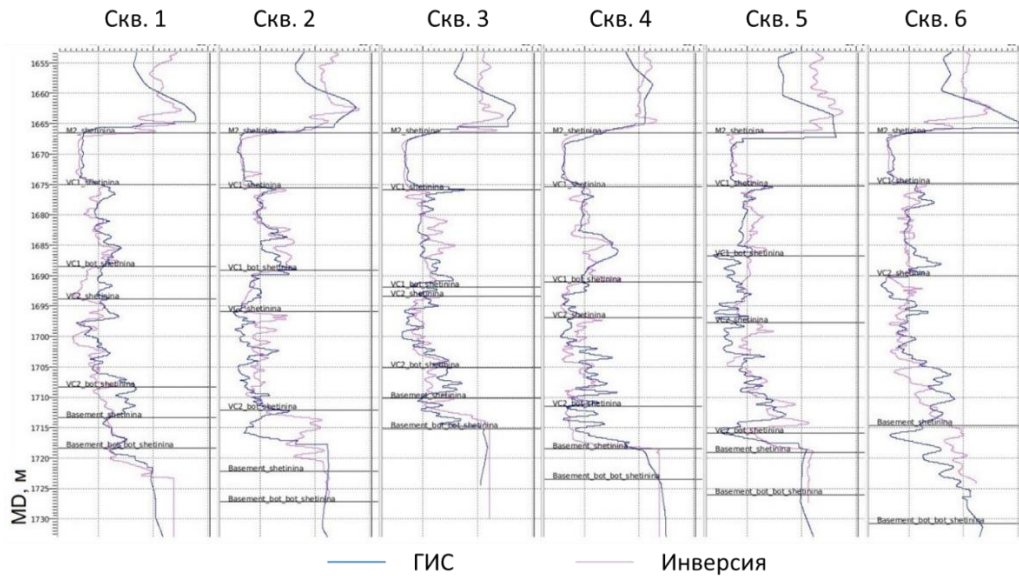 Скв. 1 Скв. 2 Скв. 3 Скв. 4 Скв. 5 Скв. 6
1655
1660
1665
M2_shetinina M2_shetinina M2_shetinina M2_shetinina M2_shetinina M2_shetinina
1670
1675
VC1_shetinina VC1_shetinina VC1_shetinina VC1_shetinina VC1_shetinina VC1_shetinina
1680
1685
VC1_bot_shetinina VC1_bot_shetinina VC1_bot_shetinina VC1_bot_shetinina VC1_bot_shetinina
1690
VC2_shetinina VC2_shetinina VC2_shetinina VC2_shetinina VC2_shetinina VC2_shetinina
1695
1700
1705
VC2_bot_shetinina VC2_bot_shetinina VC2_bot_shetinina VC2_bot_shetinina VC2_bot_shetinina
1710
Basement_shetinina Basement_shetinina Basement_shetinina Basement_shetinina Basement_shetinina Basement_shetinina
1715
Basement_bot_bot_shetinina Basement_bot_bot_shetinina Basement_bot_bot_shetinina Basement_bot_bot_shetinina Basement_bot_bot_shetinina Basement_bot_bot_shetinina
1720
1725
1730
MD, м
ГИС Инверсия